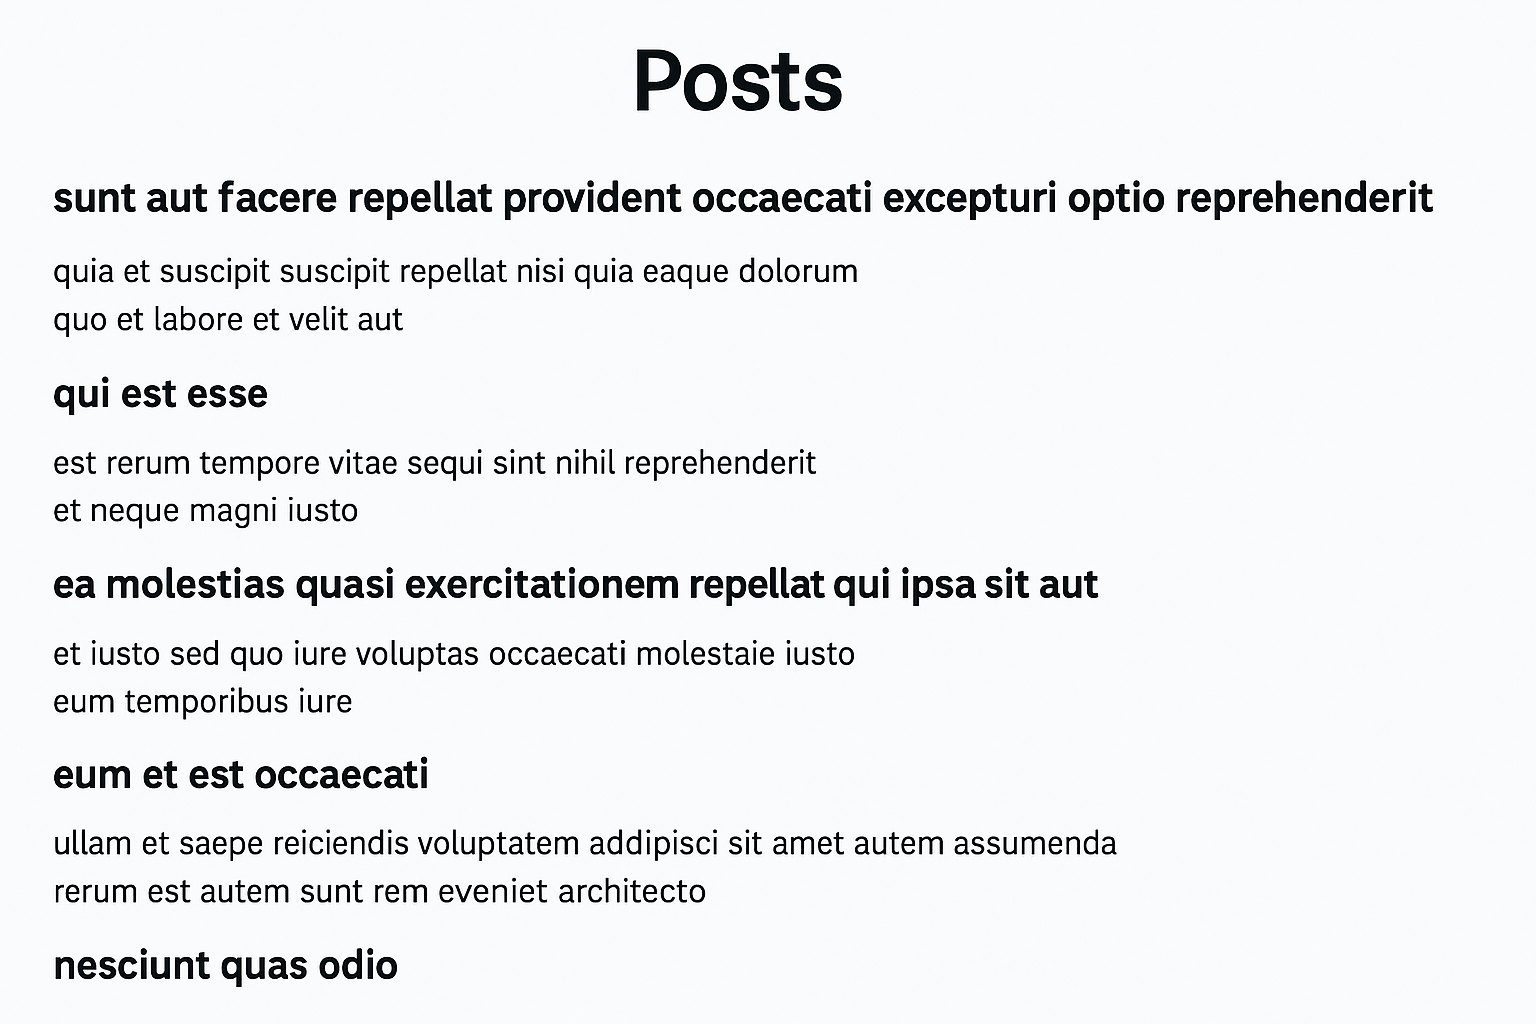 Posts
sunt aut facere repellat provident occaecati excepturi optio reprehenderit
quia et suscipit suscipit repellat nisi quia eaque dolorum
quo et labore et velit aut
qui est esse
est rerum tempore vitae sequi sint nihil reprehenderit
et neque magni iusto
ea molestias quasi exercitationem repellat qui ipsa sit aut
et iusto sed quo iure voluptas occaecati molestaie iusto
eum temporibus iure
eum et est occaecati
ullam et saepe reiciendis voluptatem addipisci sit amet autem assumenda
rerum est autem sunt rem eveniet architecto
nesciunt quas odio